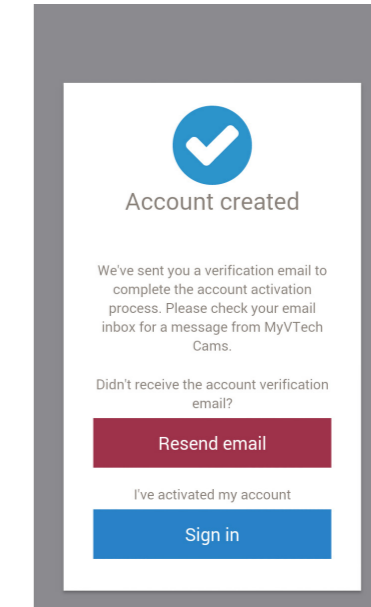 Account created
We've sent you a verification email to
complete the account activation
process. Please check your email
inbox for a message from MyVTech
Cams.
Didn't receive the account verification
email?
Resend email
I've activated my account
Sign in